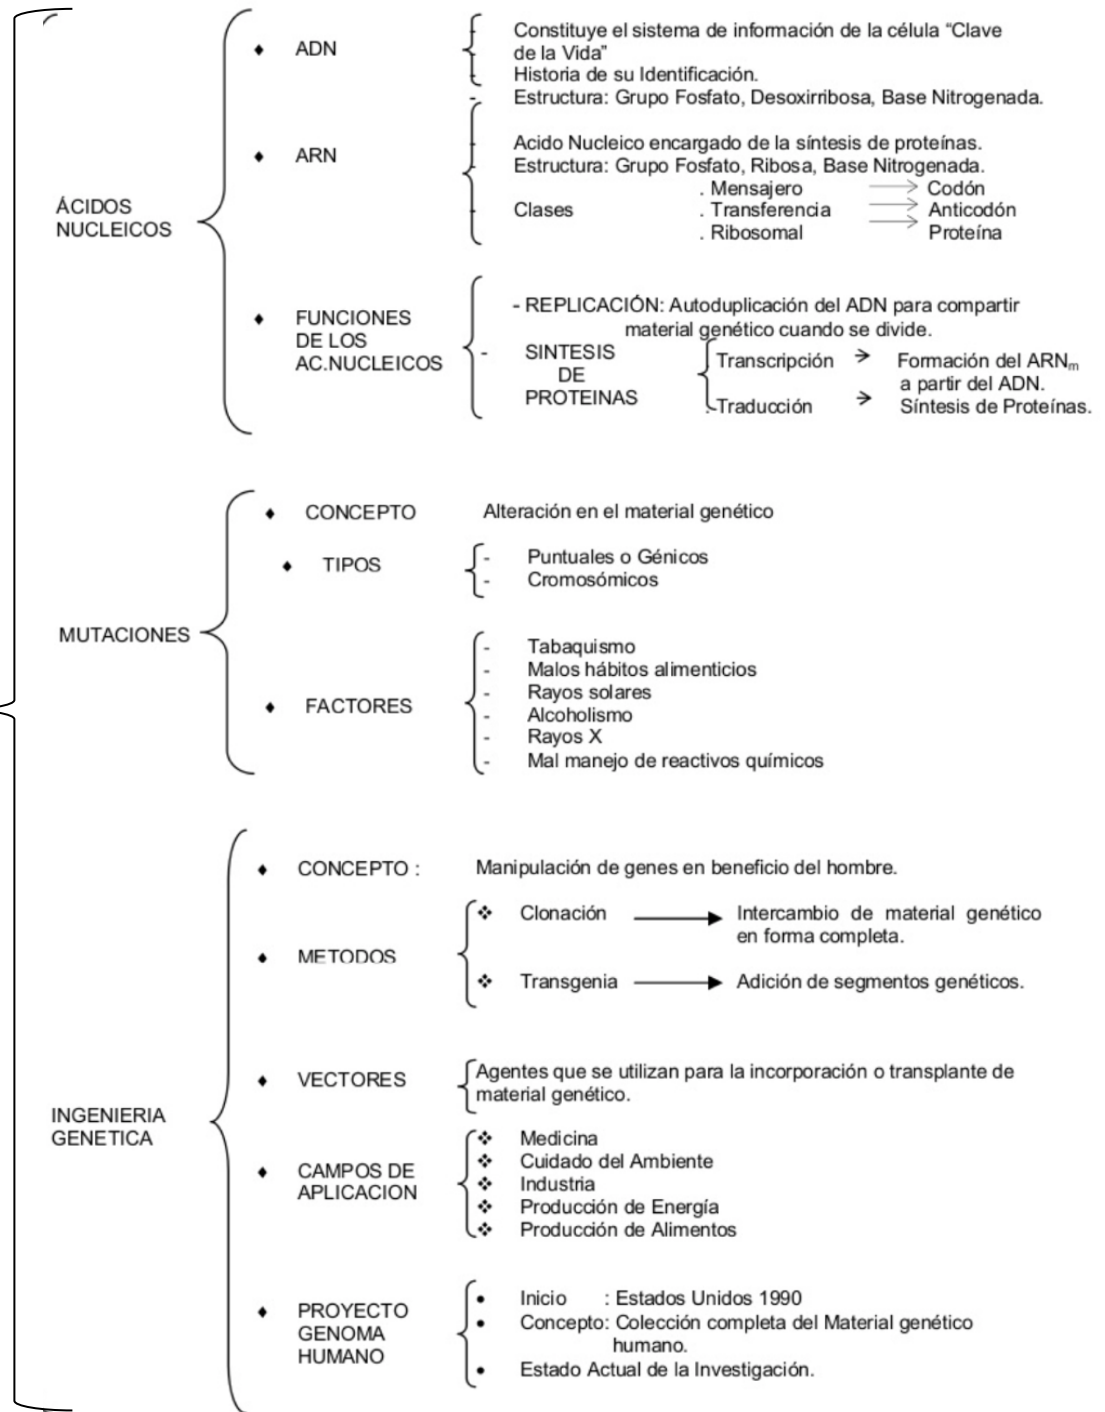 ÁCIDOS
NUCLEICOS
♦ ADN
- Constituye el sistema de información de la célula “Clave
de la Vida”
- Historia de su Identificación.
- Estructura: Grupo Fosfato, Desoxirribosa, Base Nitrogenada.
♦ ARN
- Acido Nucleico encargado de la síntesis de proteínas.
- Estructura: Grupo Fosfato, Ribosa, Base Nitrogenada.
- Clases
. Mensajero → Codón
. Transferencia → Anticodón
. Ribosomal → Proteína
♦ FUNCIONES
DE LOS
AC.NUCLEICOS
- REPLICACIÓN: Autoduplicación del ADN para compartir
material genético cuando se divide.
- SINTESIS
DE
PROTEINAS
. Transcripción → Formación del ARNm
a partir del ADN.
. Traducción → Síntesis de Proteínas.
MUTACIONES
♦ CONCEPTO Alteración en el material genético
♦ TIPOS
- Puntuales o Génicos
- Cromosómicos
♦ FACTORES
- Tabaquismo
- Malos hábitos alimenticios
- Rayos solares
- Alcoholismo
- Rayos X
- Mal manejo de reactivos químicos
INGENIERIA
GENETICA
♦ CONCEPTO : Manipulación de genes en beneficio del hombre.
♦ METODOS
❖ Clonación → Intercambio de material genético
en forma completa.
❖ Transgenia → Adición de segmentos genéticos.
♦ VECTORES
Agentes que se utilizan para la incorporación o transplante de
material genético.
♦ CAMPOS DE
APLICACION
❖ Medicina
❖ Cuidado del Ambiente
❖ Industria
❖ Producción de Energía
❖ Producción de Alimentos
♦ PROYECTO
GENOMA
HUMANO
• Inicio : Estados Unidos 1990
• Concepto: Colección completa del Material genético
humano.
• Estado Actual de la Investigación.